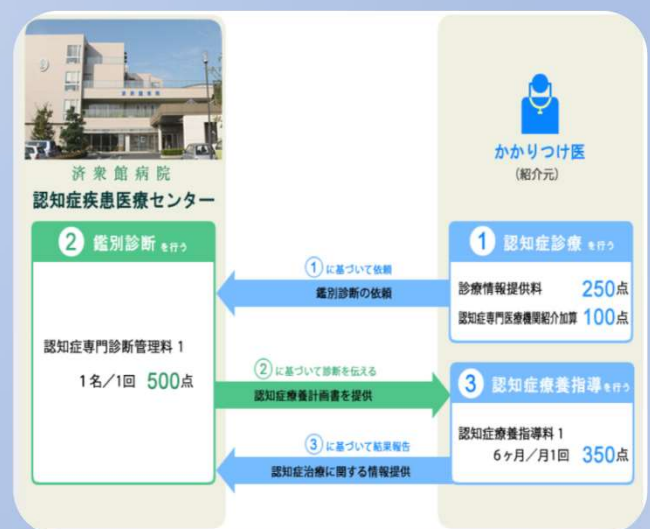 済衆館病院
認知症疾患医療センター
かかりつけ医
(紹介元)
① 認知症診療 を行う
診療情報提供料 250点
認知症専門医療機関紹介加算 100点
①に基づいて依頼
鑑別診断の依頼
② 鑑別診断 を行う
認知症専門診断管理料 1
1名/1回 500点
②に基づいて診断を伝える
認知症療養計画書を提供
③ 認知症療養指導 を行う
認知症療養指導料 1
6ヶ月/月1回 350点
③に基づいて結果報告
認知症治療に関する情報提供